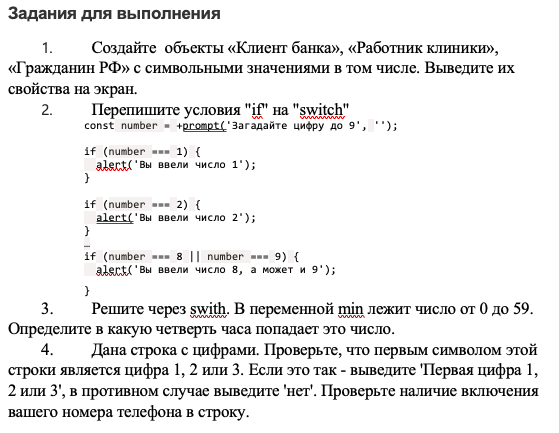 Задания для выполнения
1. Создайте объекты «Клиент банка», «Работник клиники»,
«Гражданин РФ» с символьными значениями в том числе. Выведите их
свойства на экран.
2. Перепишите условия "if" на "switch"
const number = +prompt('Загадайте цифру до 9', '');
if (number === 1) {
alert('Вы ввели число 1');
}
if (number === 2) {
alert('Вы ввели число 2');
}
…
if (number === 8 || number === 9) {
alert('Вы ввели число 8, а может и 9');
}
3. Решите через swith. В переменной min лежит число от 0 до 59.
Определите в какую четверть часа попадает это число.
4. Дана строка с цифрами. Проверьте, что первым символом этой
строки является цифра 1, 2 или 3. Если это так - выведите 'Первая цифра 1,
2 или 3', в противном случае выведите 'нет'. Проверьте наличие включения
вашего номера телефона в строку.